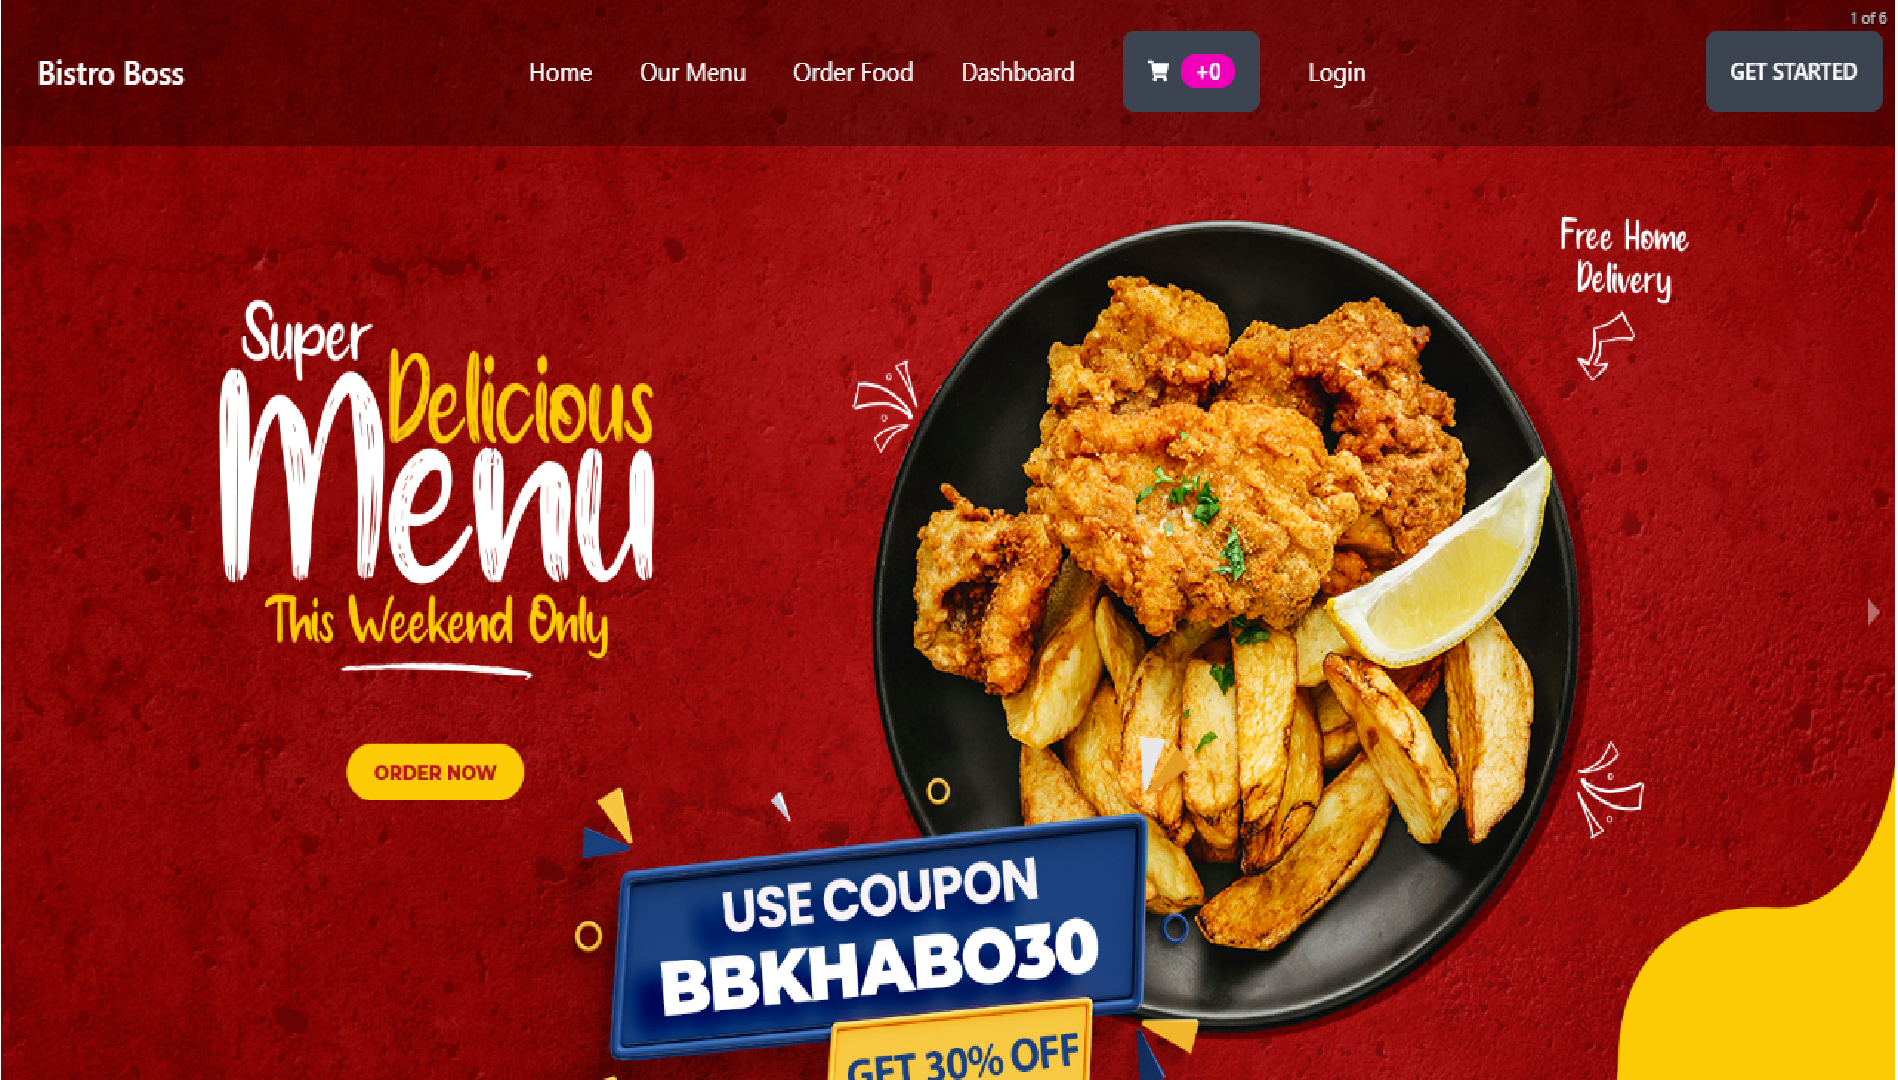 1 of 6
Bistro Boss
Home
Our Menu
Order Food
Dashboard
+0
Login
GET STARTED
Free Home
Delivery
Super
Delicious
Menu
This Weekend Only
ORDER NOW
USE COUPON
BBKHABO30
GET 30% OFF